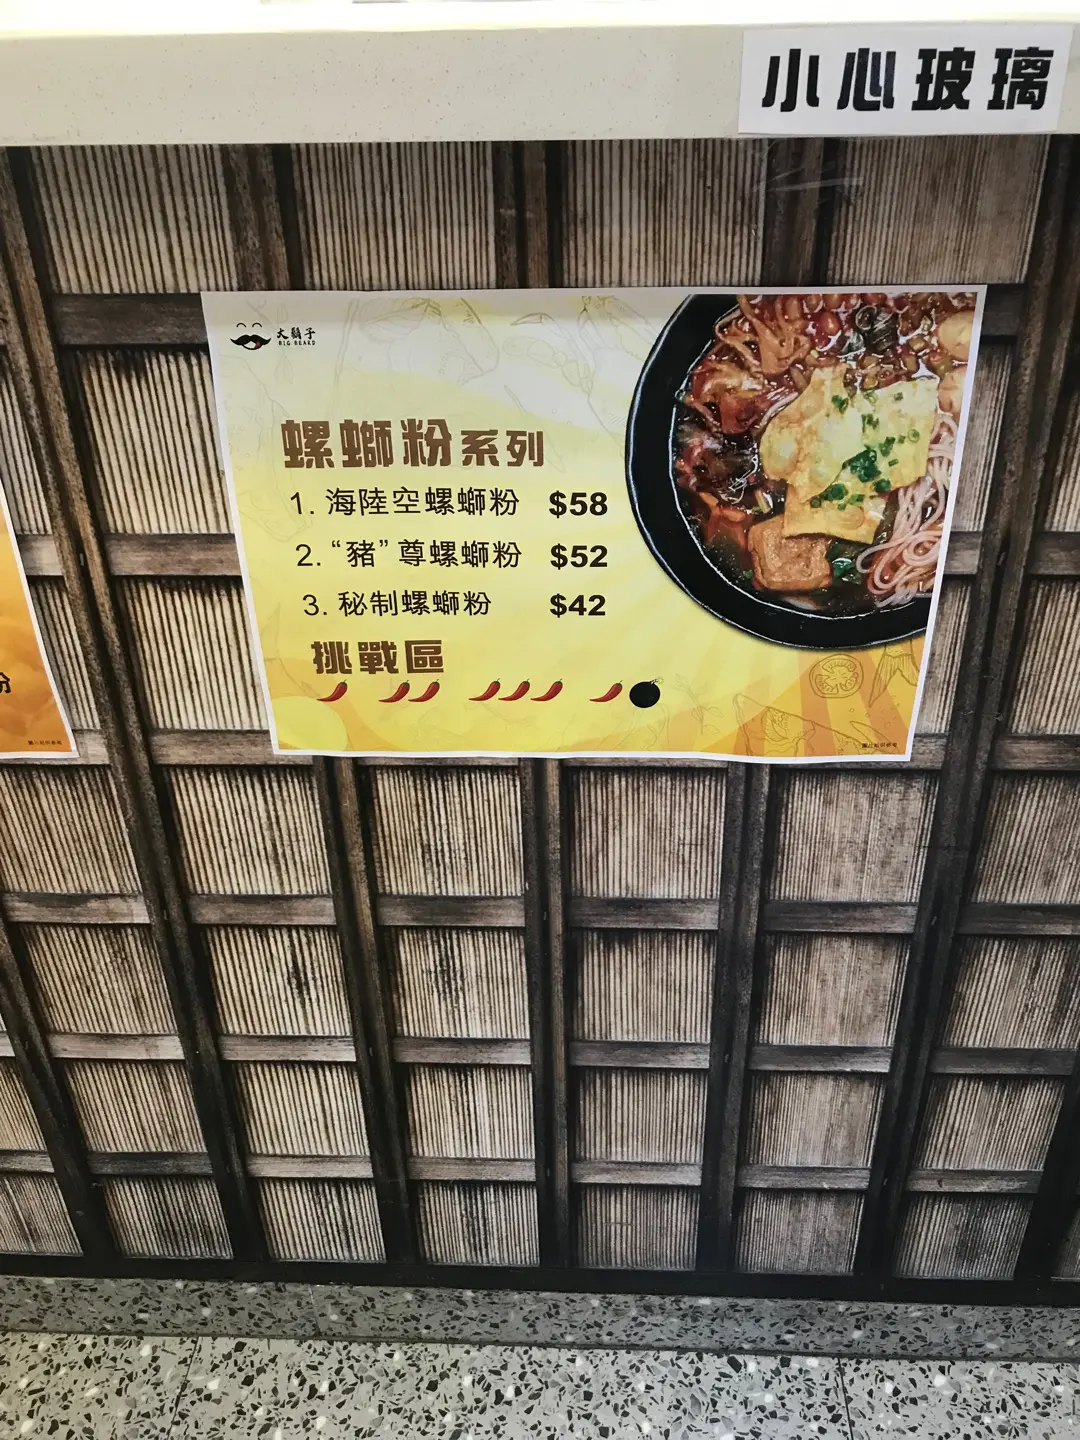 小心玻璃
大鬍子
BIG BEARD
螺螄粉系列
1. 海陸空螺螄粉 $58
2. “豬”尊螺螄粉 $52
3. 秘制螺螄粉 $42
挑戰區